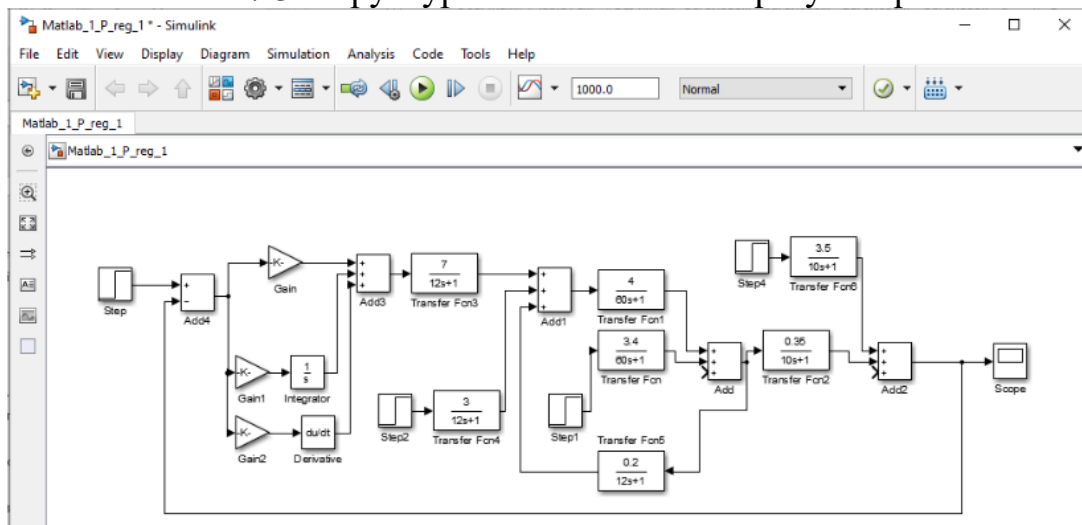 Matlab_1_P_reg_1 * - Simulink
File Edit View Display Diagram Simulation Analysis Code Tools Help
1000.0 Normal
Matlab_1_P_reg_1
Matlab_1_P_reg_1
Step
+
−
Add4
-K-
Gain
-K-
Gain1
1
s
Integrator
-K-
Gain2
du/dt
Derivative
+
+
+
Add3
7
12s+1
Transfer Fcn3
Step2
3
12s+1
Transfer Fcn4
+
+
+
Add1
4
60s+1
Transfer Fcn1
Step1
3.4
60s+1
Transfer Fcn
Transfer Fcn5
0.2
12s+1
+
+
Add
0.35
10s+1
Transfer Fcn2
Step4
3.5
10s+1
Transfer Fcn6
+
+
Add2
Scope